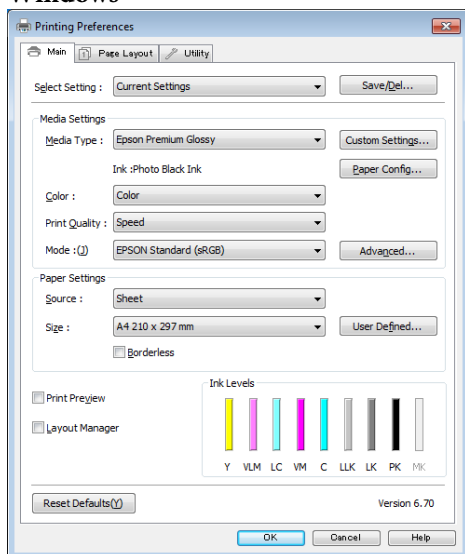 Windows
Printing Preferences
Main Page Layout Utility
Select Setting : Current Settings Save/Del...
Media Settings
Media Type : Epson Premium Glossy Custom Settings...
Ink :Photo Black Ink Paper Config...
Color : Color
Print Quality : Speed
Mode :(J) EPSON Standard (sRGB) Advanced...
Paper Settings
Source : Sheet
Size : A4 210 x 297 mm User Defined...
Borderless
Ink Levels
Print Preview
Layout Manager
Y VLM LC VM C LLK LK PK MK
Reset Defaults(Y) Version 6.70
OK Cancel Help